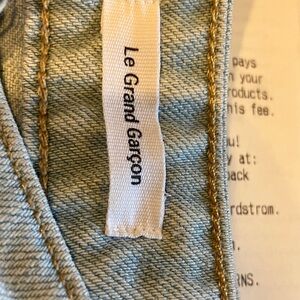 Le Grand Garçon
pays
your
roducts.
his fee.
u!
y at:
back
rdstrom.
RNS.